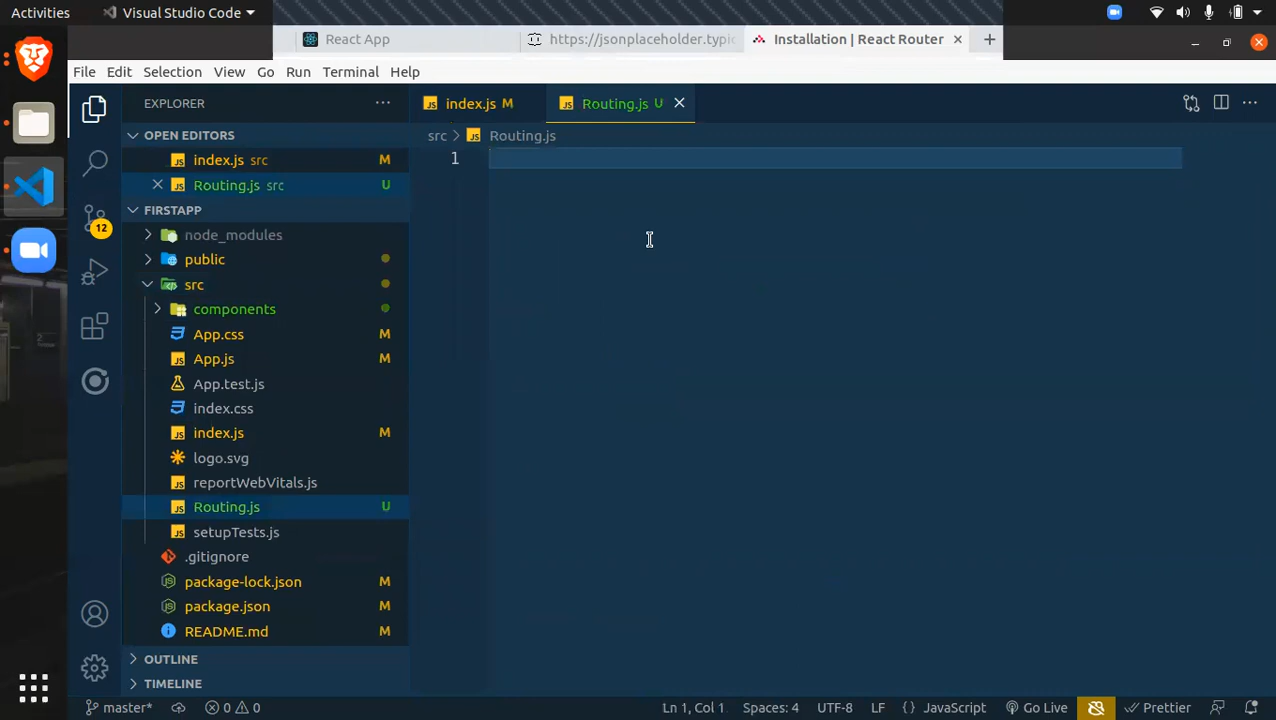 Activities
Visual Studio Code
React App
https://jsonplaceholder.typic
Installation | React Router
File Edit Selection View Go Run Terminal Help
EXPLORER
index.js M
Routing.js U
OPEN EDITORS
src > Routing.js
index.js src M
1
Routing.js src U
FIRSTAPP
12
node_modules
public
src
components
App.css M
App.js M
App.test.js
index.css
index.js M
logo.svg
reportWebVitals.js
Routing.js U
setupTests.js
.gitignore
package-lock.json M
package.json M
README.md M
OUTLINE
TIMELINE
master* 0 0 Ln 1, Col 1 Spaces: 4 UTF-8 LF {} JavaScript Go Live Prettier